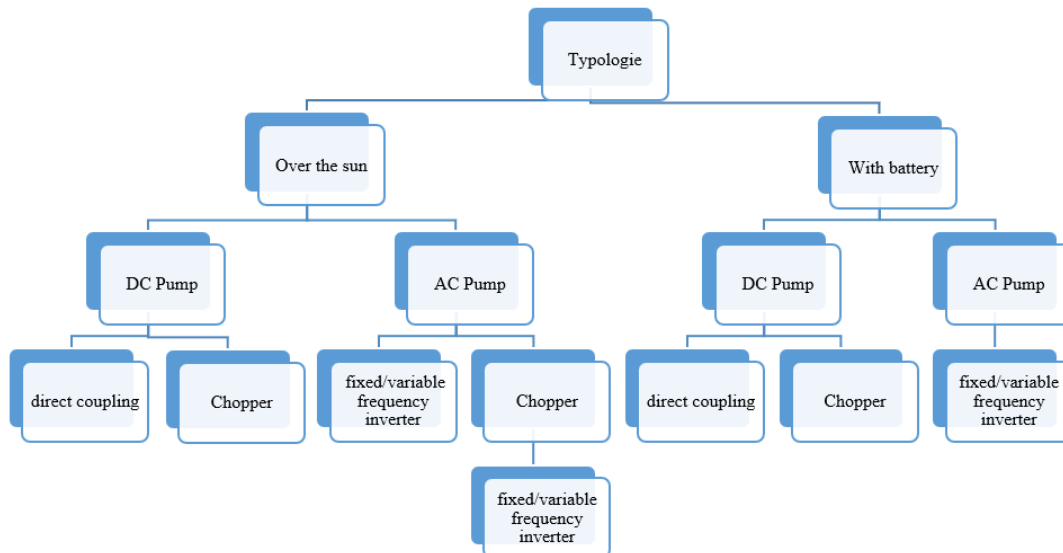 Typologie
Over the sun
With battery
DC Pump
AC Pump
DC Pump
AC Pump
direct coupling
Chopper
fixed/variable
frequency
inverter
Chopper
direct coupling
Chopper
fixed/variable
frequency
inverter
fixed/variable
frequency
inverter